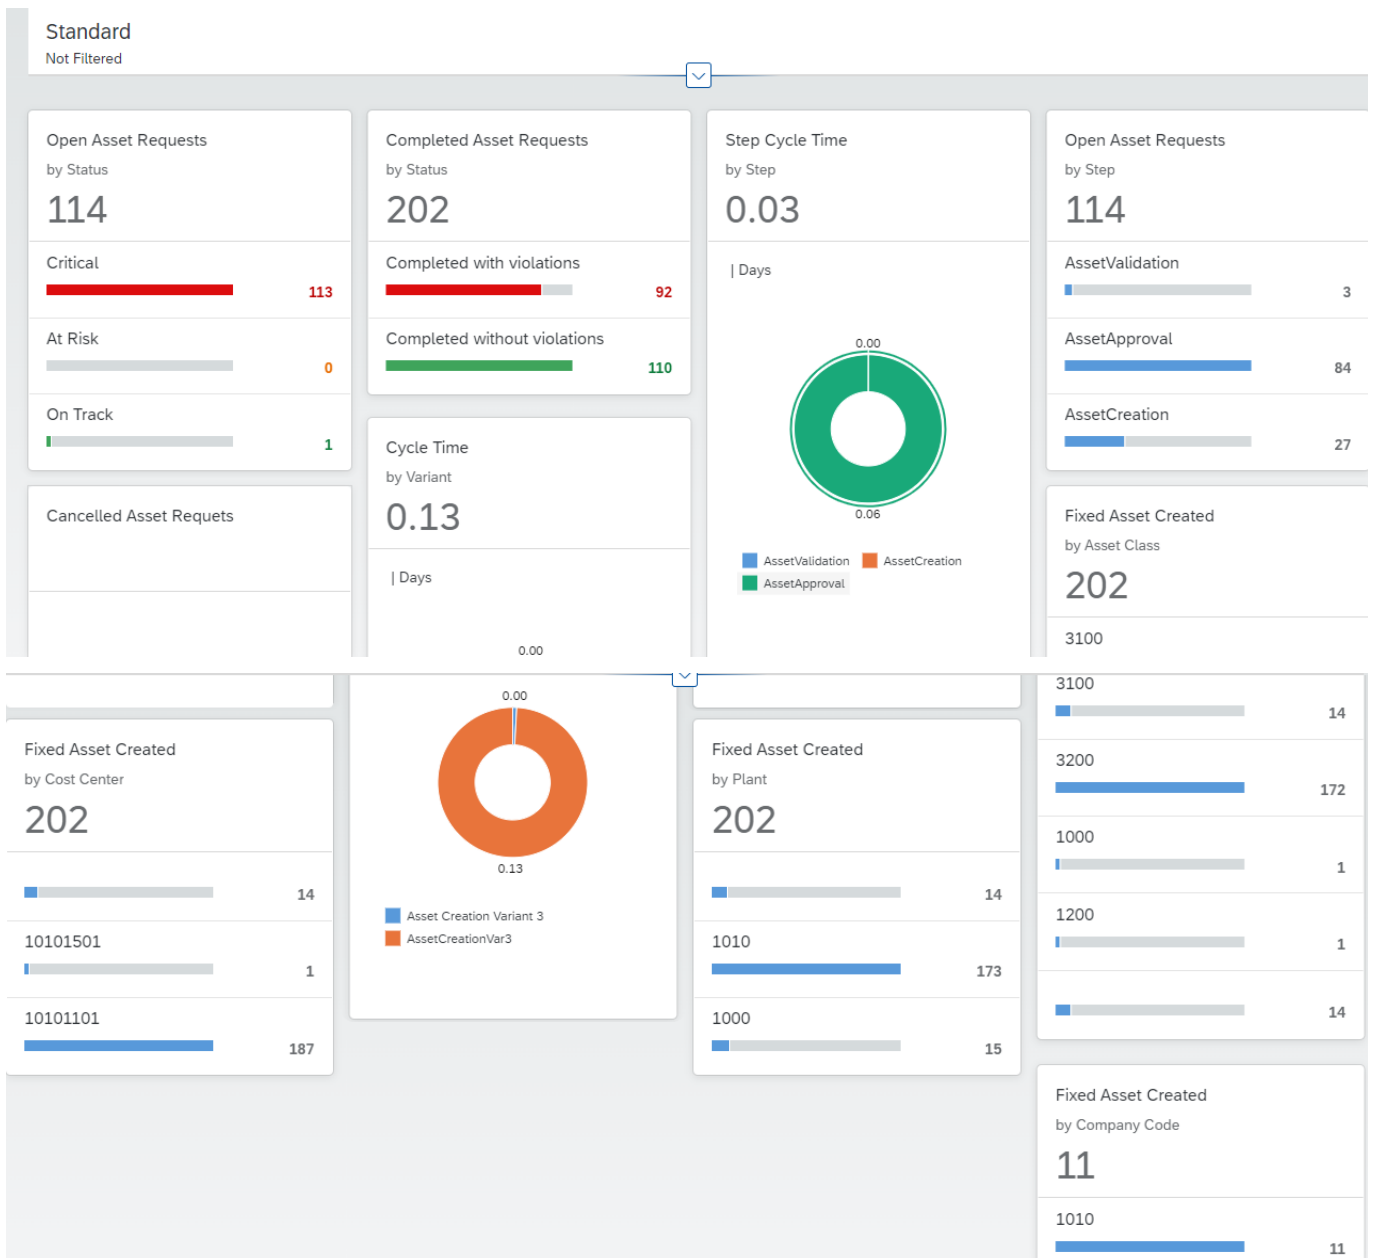 Standard
Not Filtered
Open Asset Requests
by Status
114
Critical
113
At Risk
0
On Track
1
Cancelled Asset Requets
Completed Asset Requests
by Status
202
Completed with violations
92
Completed without violations
110
Cycle Time
by Variant
0.13
| Days
0.00
Step Cycle Time
by Step
0.03
| Days
0.00
0.06
AssetValidation
AssetCreation
AssetApproval
Open Asset Requests
by Step
114
AssetValidation
3
AssetApproval
84
AssetCreation
27
Fixed Asset Created
by Asset Class
202
3100
Fixed Asset Created
by Cost Center
202
14
10101501
1
10101101
187
0.00
0.13
Asset Creation Variant 3
AssetCreationVar3
Fixed Asset Created
by Plant
202
14
1010
173
1000
15
3100
14
3200
172
1000
1
1200
1
14
Fixed Asset Created
by Company Code
11
1010
11